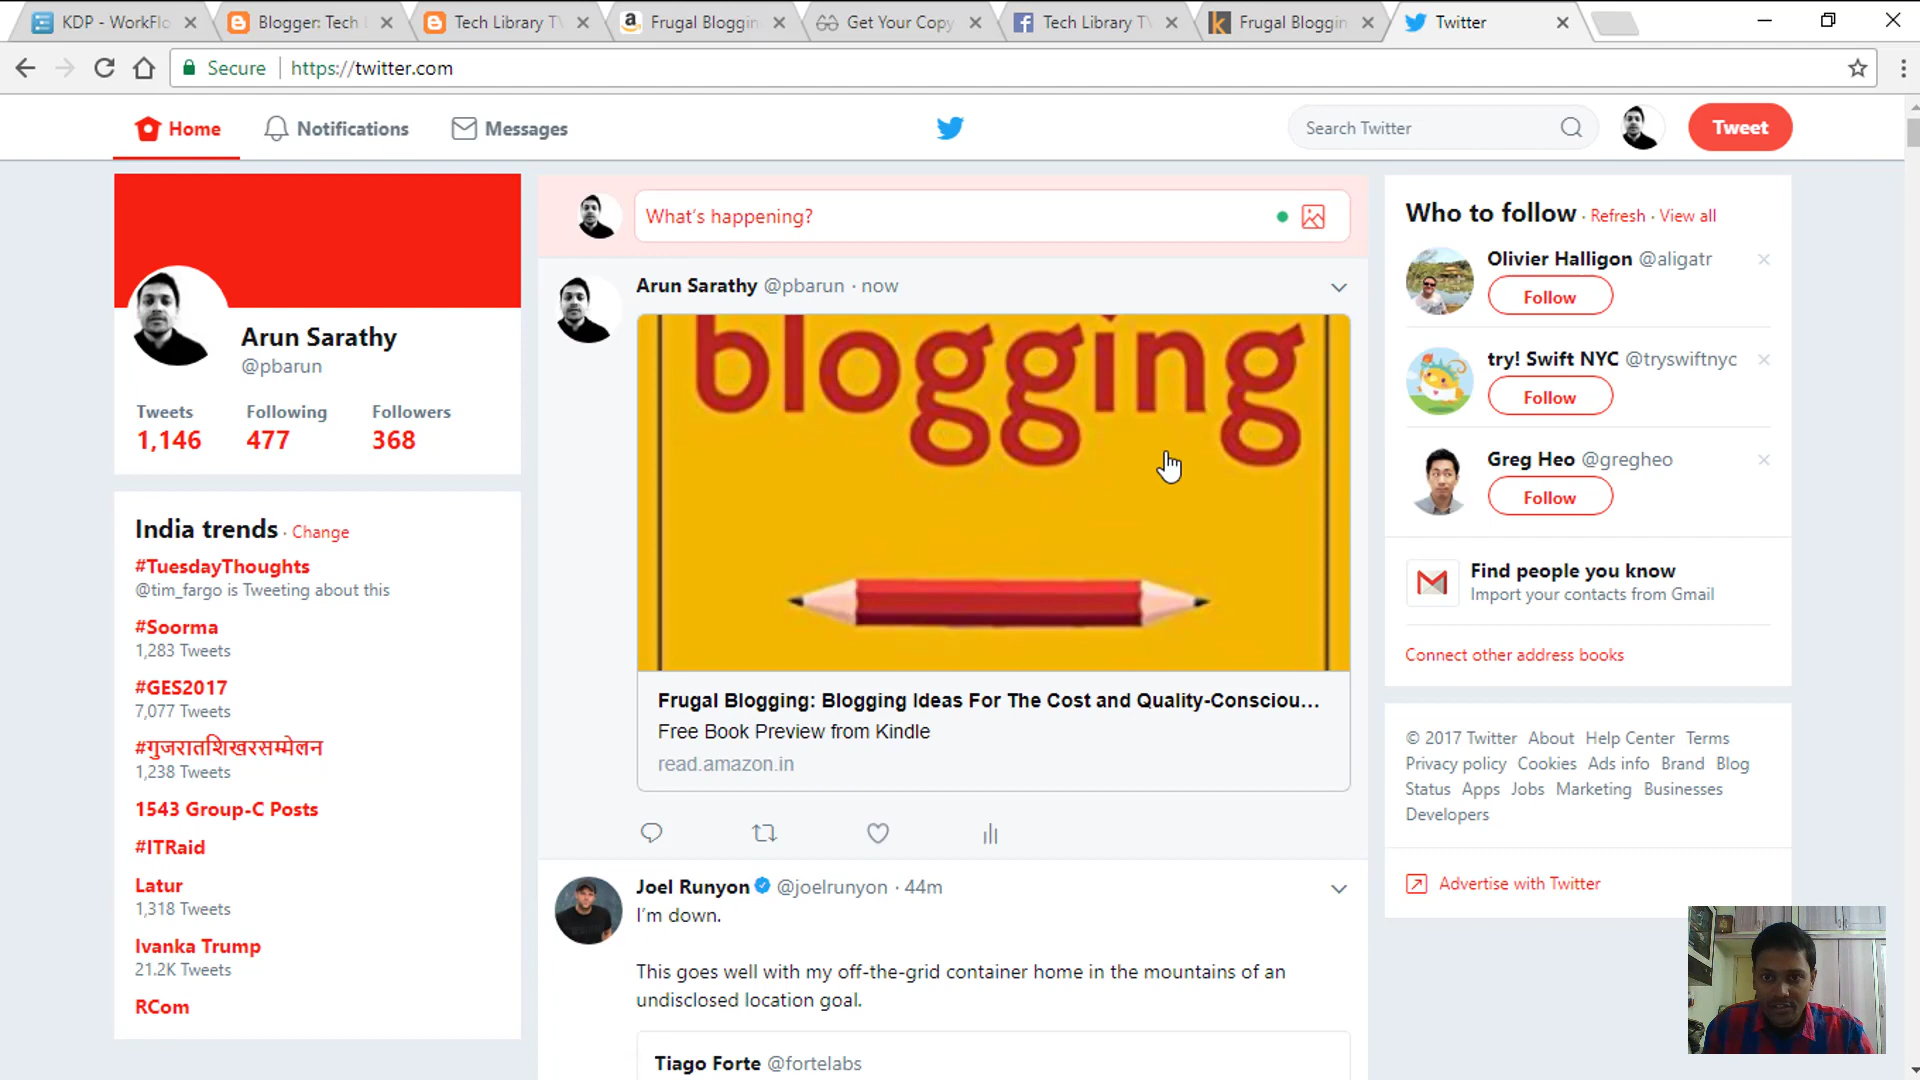 KDP - WorkFlo
Blogger: Tech L
Tech Library TV
Frugal Bloggin
Get Your Copy
Tech Library TV
Frugal Bloggin
Twitter
Secure
https://twitter.com
Home
Notifications
Messages
Search Twitter
Tweet
Arun Sarathy
@pbarun
Tweets Following Followers
1,146 477 368
India trends · Change
#TuesdayThoughts
@tim_fargo is Tweeting about this
#Soorma
1,283 Tweets
#GES2017
7,077 Tweets
#गुजरातशिखरसम्मेलन
1,238 Tweets
1543 Group-C Posts
#ITRaid
Latur
1,318 Tweets
Ivanka Trump
21.2K Tweets
RCom
What's happening?
Arun Sarathy @pbarun · now
blogging
Frugal Blogging: Blogging Ideas For The Cost and Quality-Consciou...
Free Book Preview from Kindle
read.amazon.in
Joel Runyon @joelrunyon · 44m
I'm down.
This goes well with my off-the-grid container home in the mountains of an
undisclosed location goal.
Tiago Forte @fortelabs
Who to follow · Refresh · View all
Olivier Halligon @aligatr
Follow
try! Swift NYC @tryswiftnyc
Follow
Greg Heo @gregheo
Follow
Find people you know
Import your contacts from Gmail
Connect other address books
© 2017 Twitter About Help Center Terms
Privacy policy Cookies Ads info Brand Blog
Status Apps Jobs Marketing Businesses
Developers
Advertise with Twitter